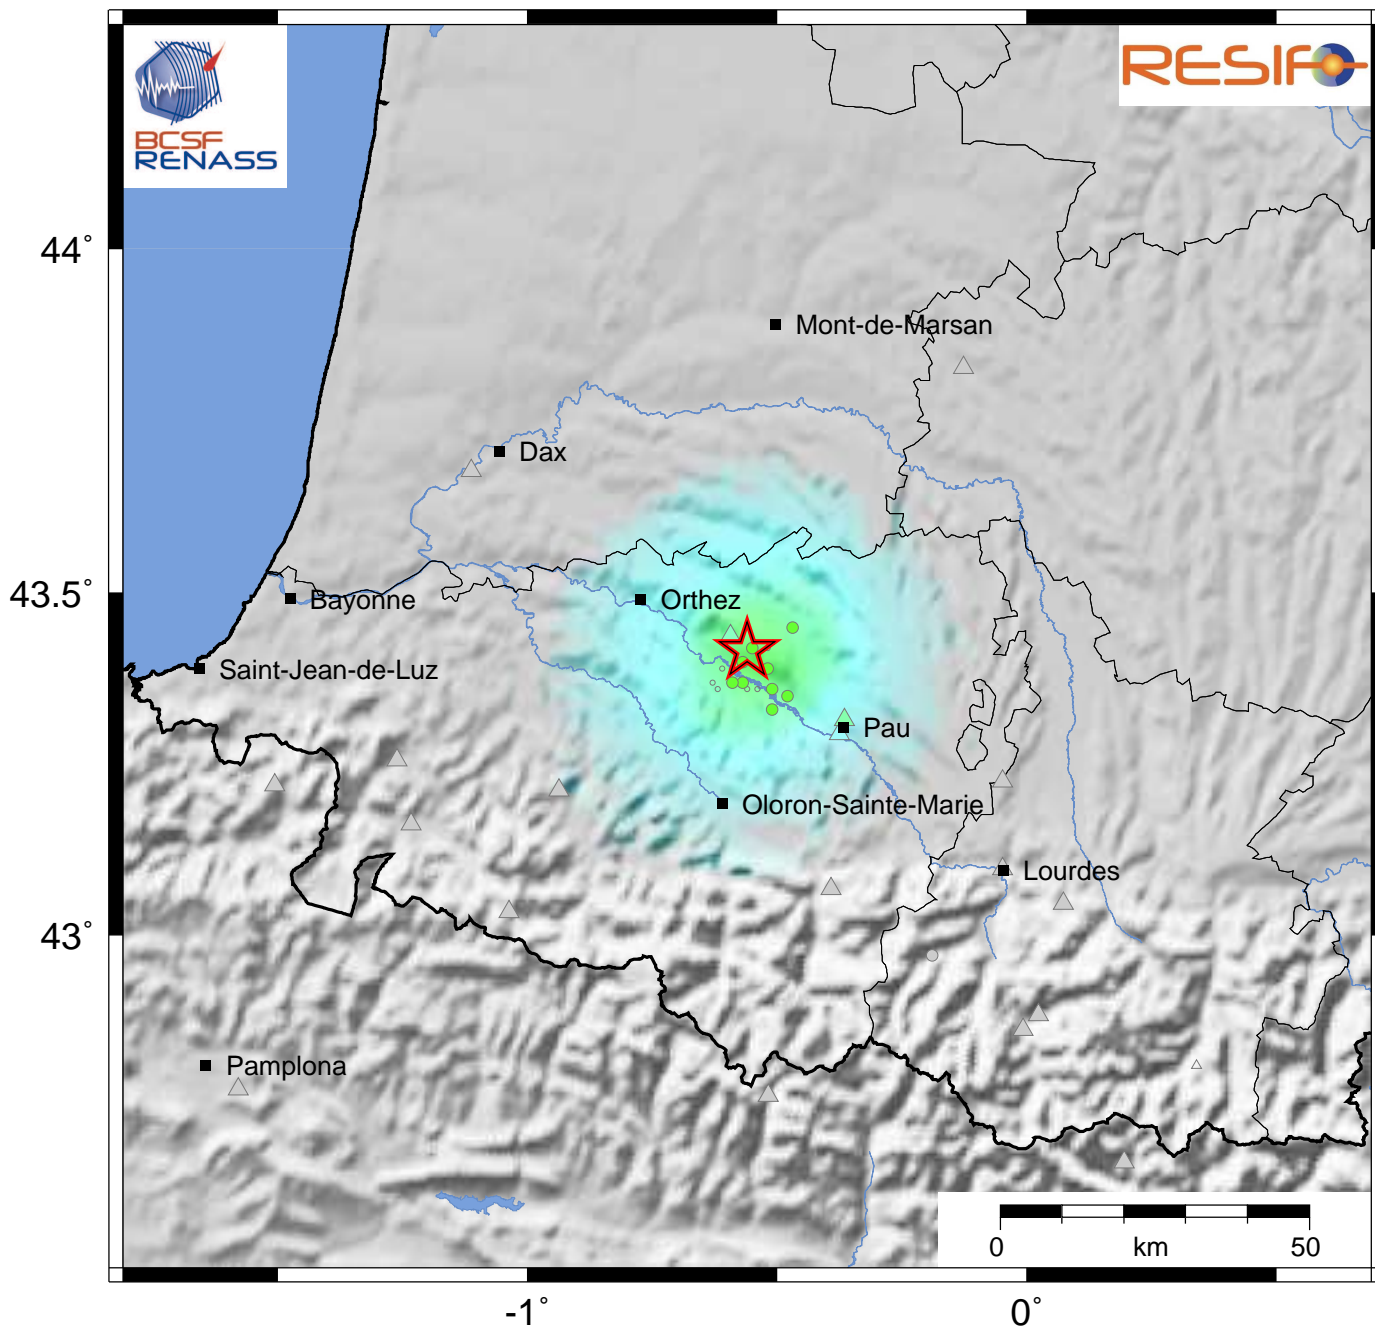 BCSF
RENASS
RESIF
44°
Mont-de-Marsan
Dax
43.5°
Bayonne
Orthez
Saint-Jean-de-Luz
Pau
Oloron-Sainte-Marie
Lourdes
43°
Pamplona
0 km 50
-1° 0°